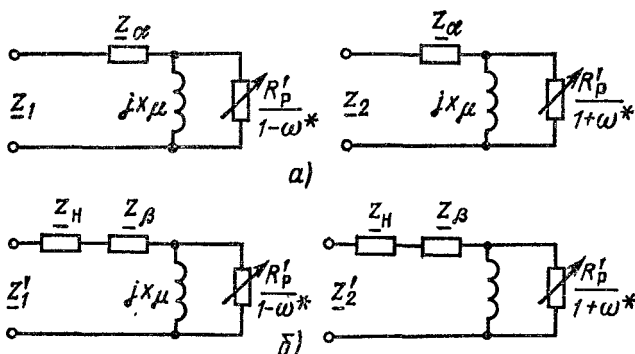 Z_α Z_α
Z_1 jx_μ R'_p/1-ω* Z_2 jx_μ R'_p/1+ω*
а)
Z_H Z_β Z_H Z_β
Z'_1 jx_μ R'_p/1-ω* Z'_2 R'_p/1+ω*
б)